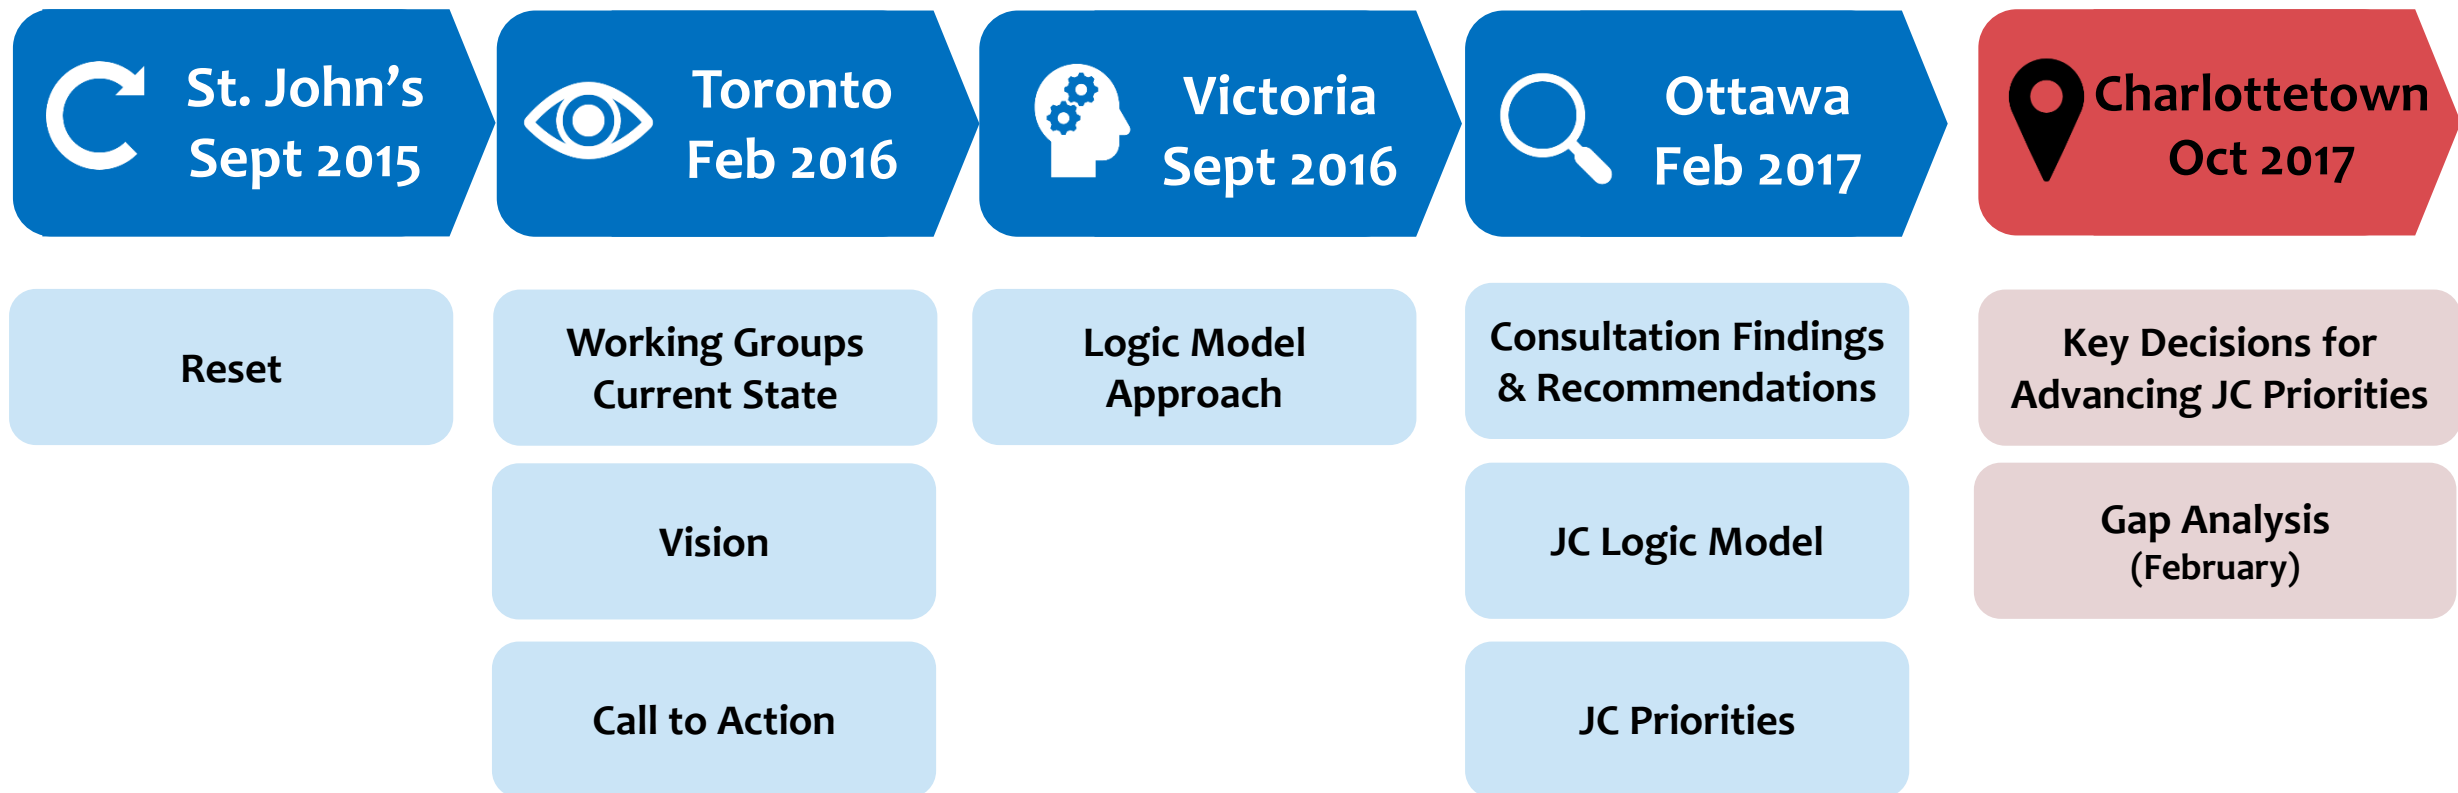 St. John’s
Sept 2015
Toronto
Feb 2016
Victoria
Sept 2016
Ottawa
Feb 2017
Charlottetown
Oct 2017
Reset
Working Groups
Current State
Vision
Call to Action
Logic Model
Approach
Consultation Findings
& Recommendations
JC Logic Model
JC Priorities
Key Decisions for
Advancing JC Priorities
Gap Analysis
(February)